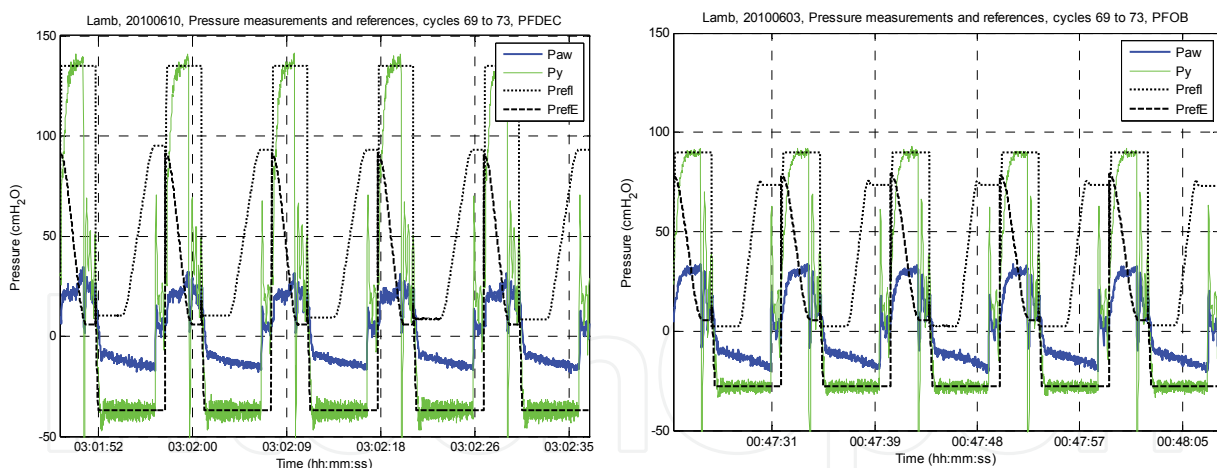 Lamb, 20100610, Pressure measurements and references, cycles 69 to 73, PFDEC
150
100
50
0
-50
Pressure (cmH2O)
Paw
Py
PrefI
PrefE
03:01:52 03:02:00 03:02:09 03:02:18 03:02:26 03:02:35
Time (hh:mm:ss)
Lamb, 20100603, Pressure measurements and references, cycles 69 to 73, PFOB
150
100
50
0
-50
Pressure (cmH2O)
Paw
Py
PrefI
PrefE
00:47:31 00:47:39 00:47:48 00:47:57 00:48:05
Time (hh:mm:ss)